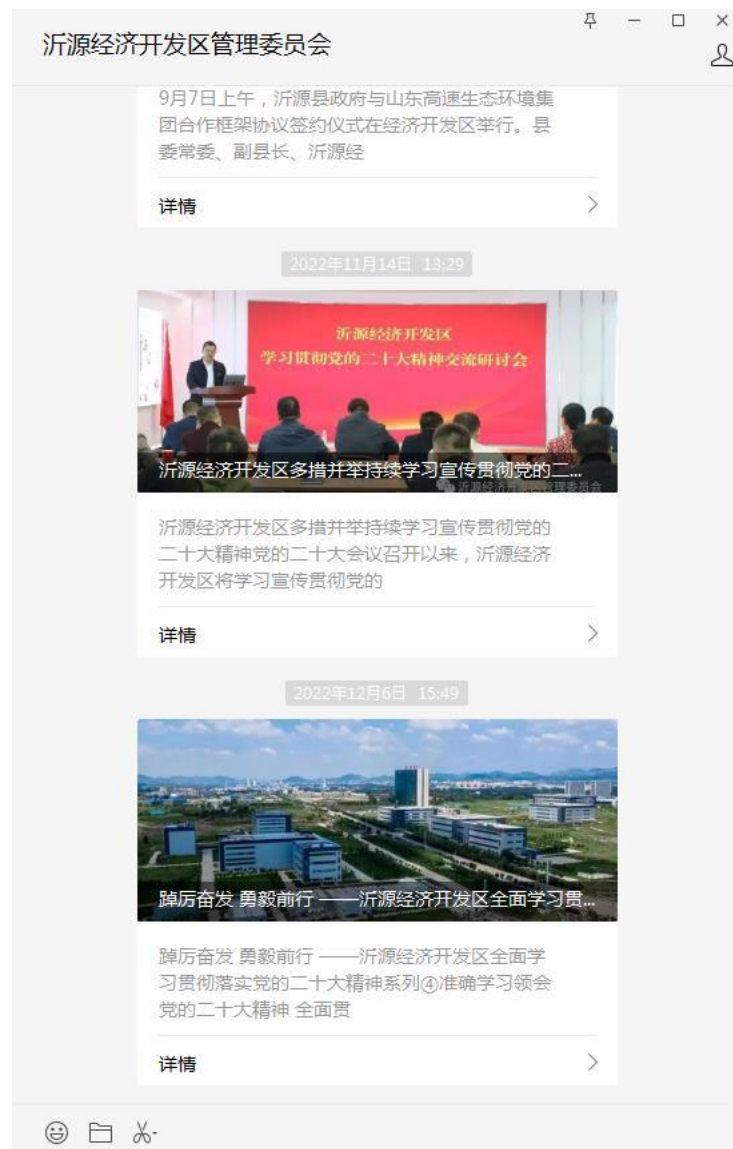 沂源经济开发区管理委员会
9月7日上午，沂源县政府与山东高速生态环境集
团合作框架协议签约仪式在经济开发区举行。县
委常委、副县长、沂源经
详情
2022年11月14日 13:29
沂源经济开发区
学习贯彻党的二十大精神交流研讨会
沂源经济开发区多措并举持续学习宣传贯彻党的二...
沂源经济开发区管理委员会
沂源经济开发区多措并举持续学习宣传贯彻党的
二十大精神党的二十大会议召开以来，沂源经济
开发区将学习宣传贯彻党的
详情
2022年12月6日 15:49
踔厉奋发 勇毅前行 ——沂源经济开发区全面学习贯...
踔厉奋发 勇毅前行 ——沂源经济开发区全面学
习贯彻落实党的二十大精神系列④准确学习领会
党的二十大精神 全面贯
详情